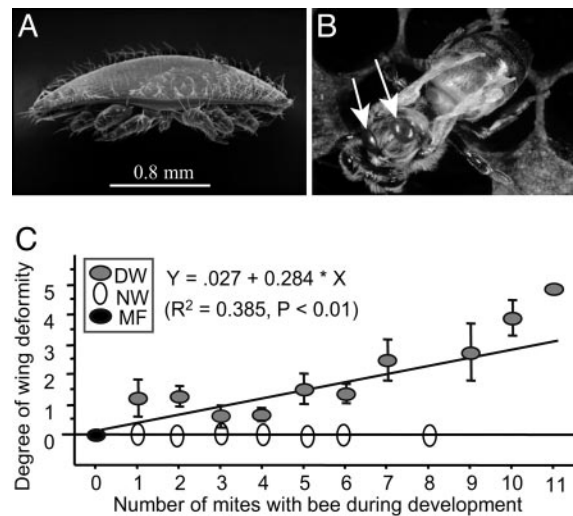 A
B
0.8 mm
C
DW
NW
MF
Y = .027 + 0.284 * X
(R² = 0.385, P < 0.01)
Degree of wing deformity
5
4
3
2
1
0
0 1 2 3 4 5 6 7 8 9 10 11
Number of mites with bee during development